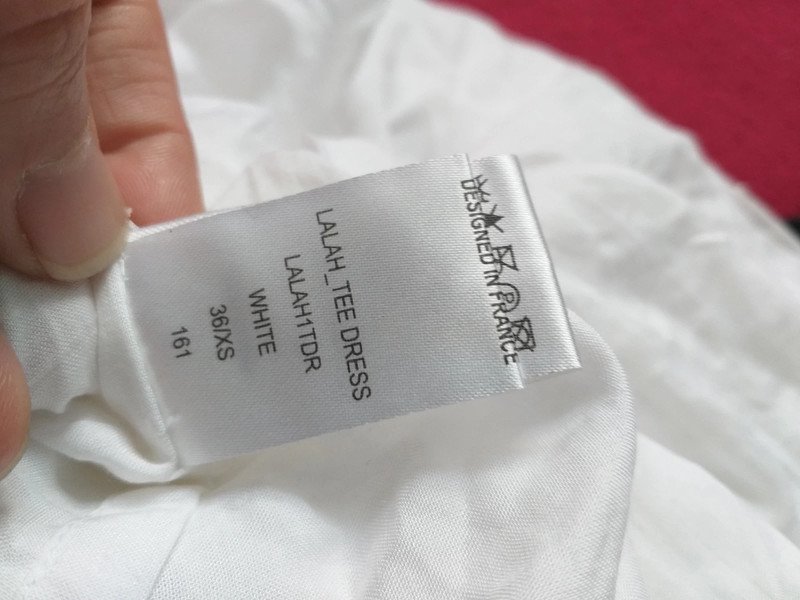 DESIGNED IN FRANCE
LALAH_TEE DRESS
LALAH1TDR
WHITE
36/XS
161